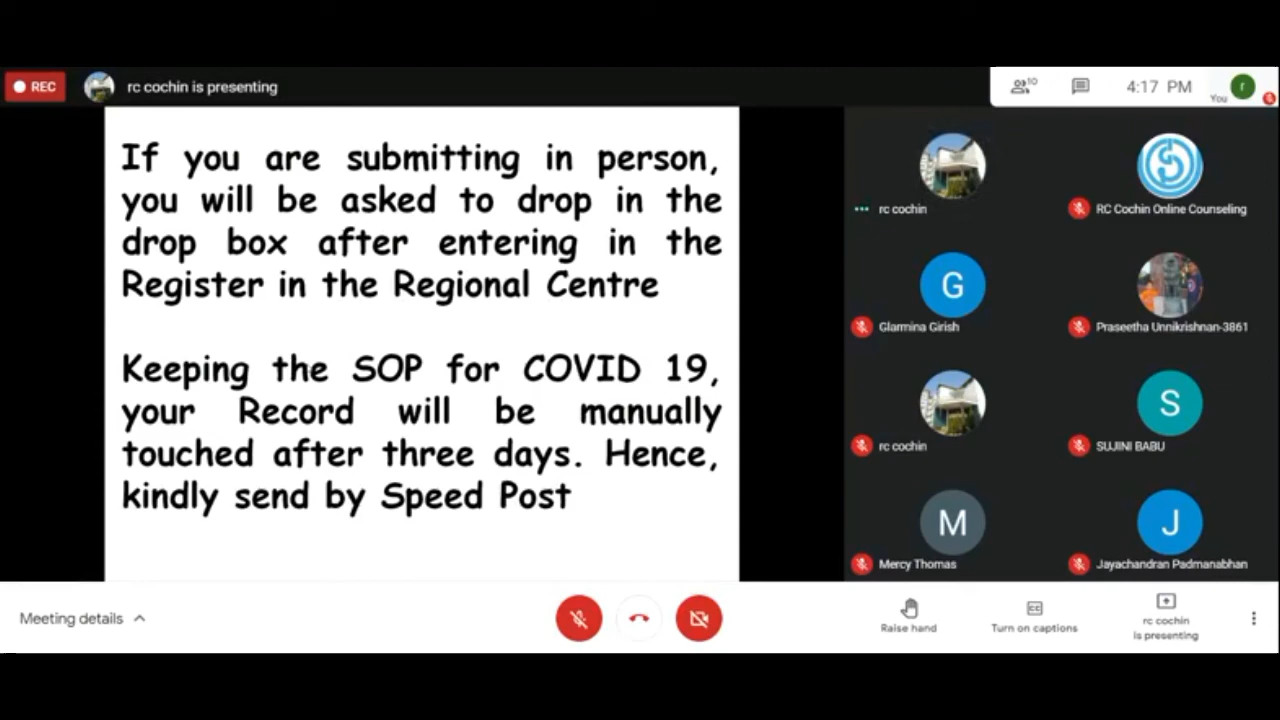 REC
rc cochin is presenting
10
4:17 PM
You
r
If you are submitting in person,
you will be asked to drop in the
drop box after entering in the
Register in the Regional Centre
Keeping the SOP for COVID 19,
your Record will be manually
touched after three days. Hence,
kindly send by Speed Post
rc cochin
RC Cochin Online Counseling
G
Glarmina Girish
Praseetha Unnikrishnan-3861
rc cochin
S
SUJINI BABU
M
Mercy Thomas
J
Jayachandran Padmanabhan
Meeting details
Raise hand
CC
Turn on captions
rc cochin
is presenting